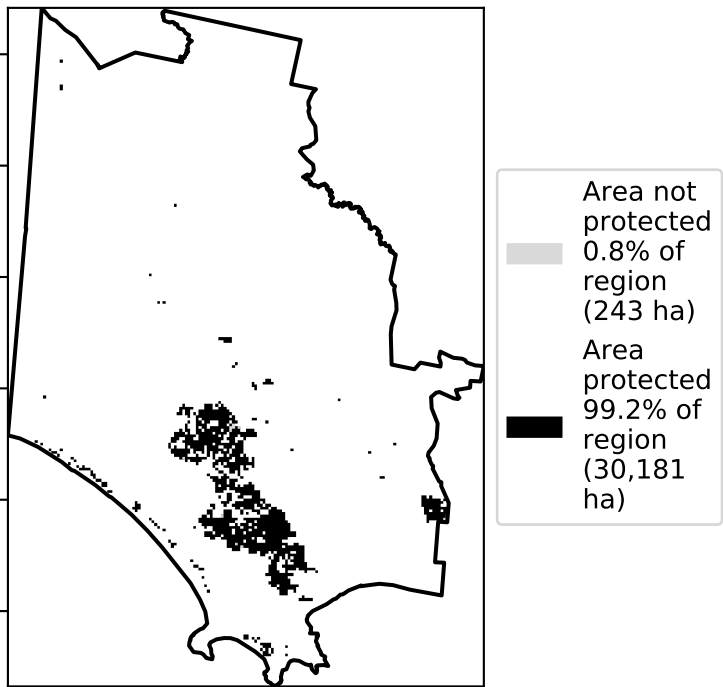 Area not
protected
0.8% of
region
(243 ha)
Area
protected
99.2% of
region
(30,181
ha)